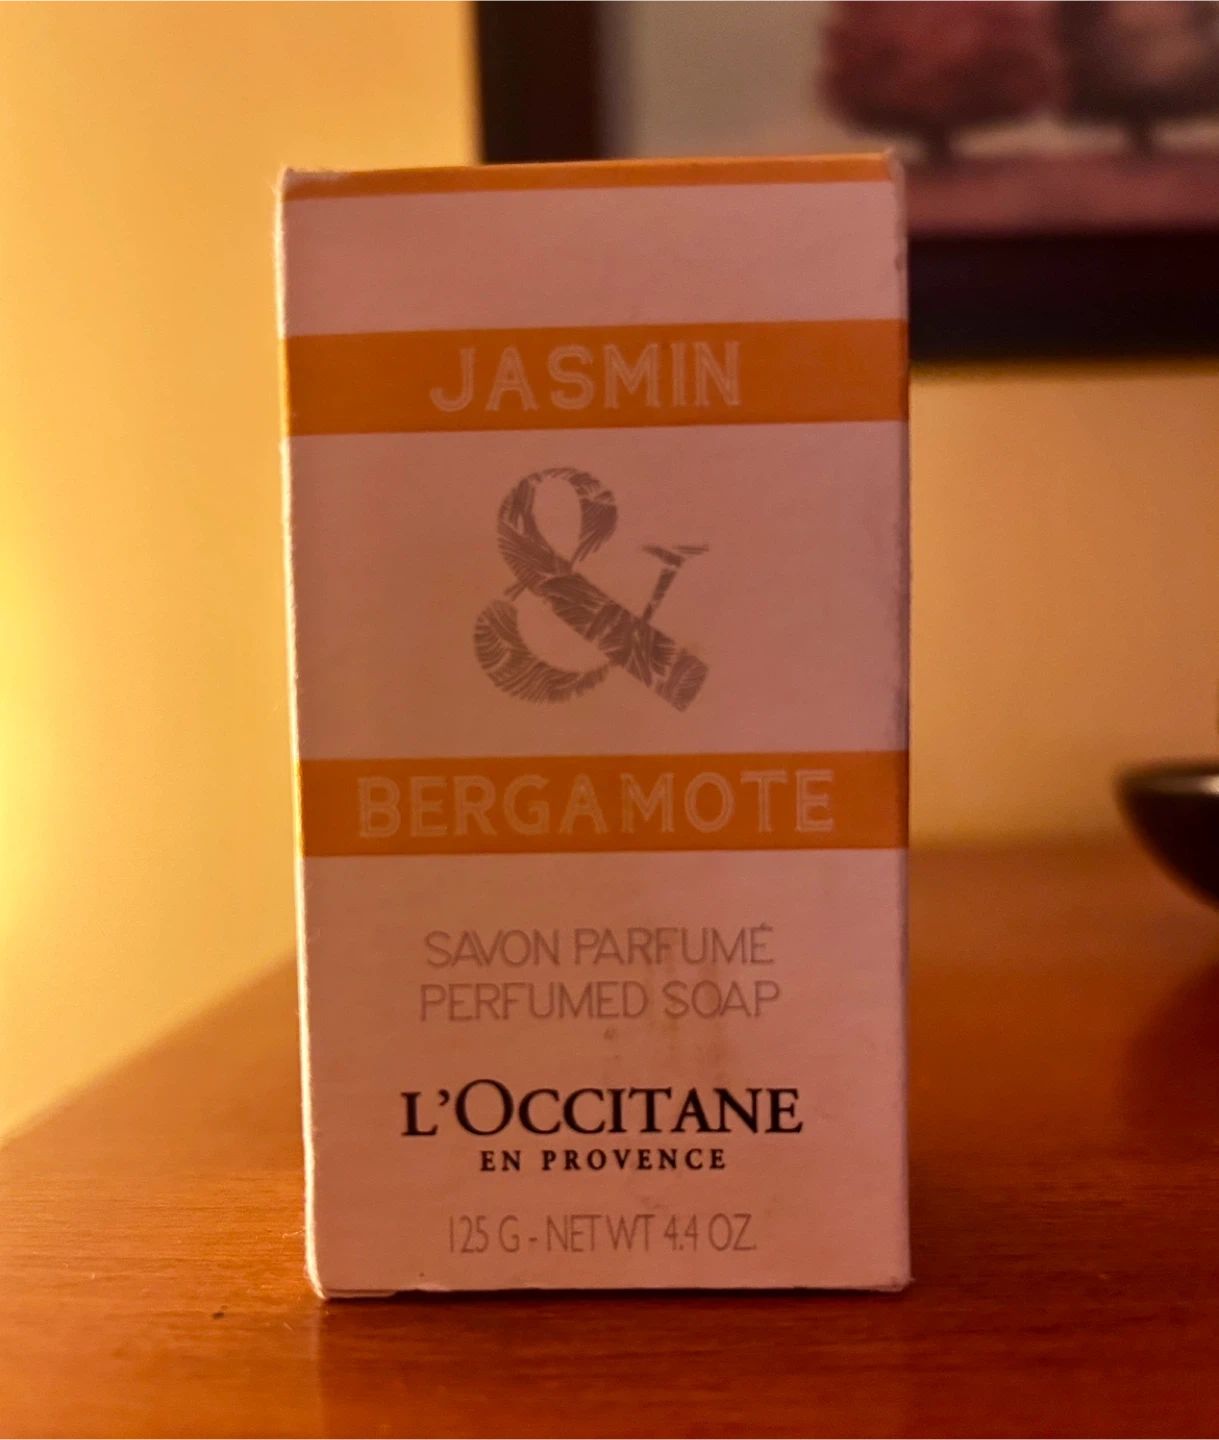 JASMIN
&
BERGAMOTE
SAVON PARFUMÉ
PERFUMED SOAP
L'OCCITANE
EN PROVENCE
125 G - NET WT 4.4 OZ.